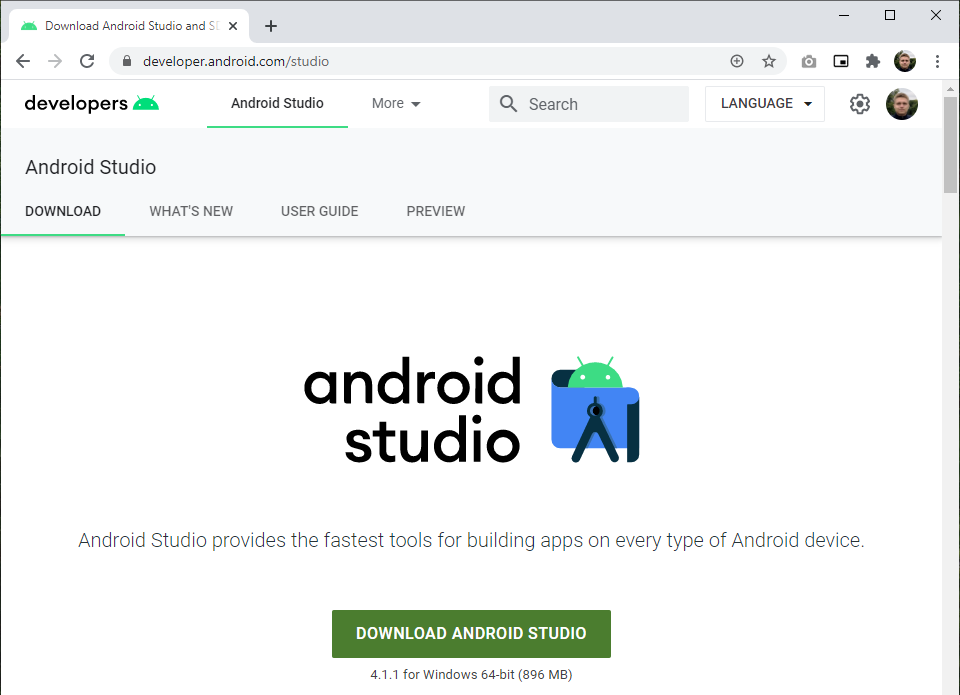 Download Android Studio and SD
developer.android.com/studio
developers
Android Studio
More
Search
LANGUAGE
Android Studio
DOWNLOAD
WHAT'S NEW
USER GUIDE
PREVIEW
android
studio
Android Studio provides the fastest tools for building apps on every type of Android device.
DOWNLOAD ANDROID STUDIO
4.1.1 for Windows 64-bit (896 MB)